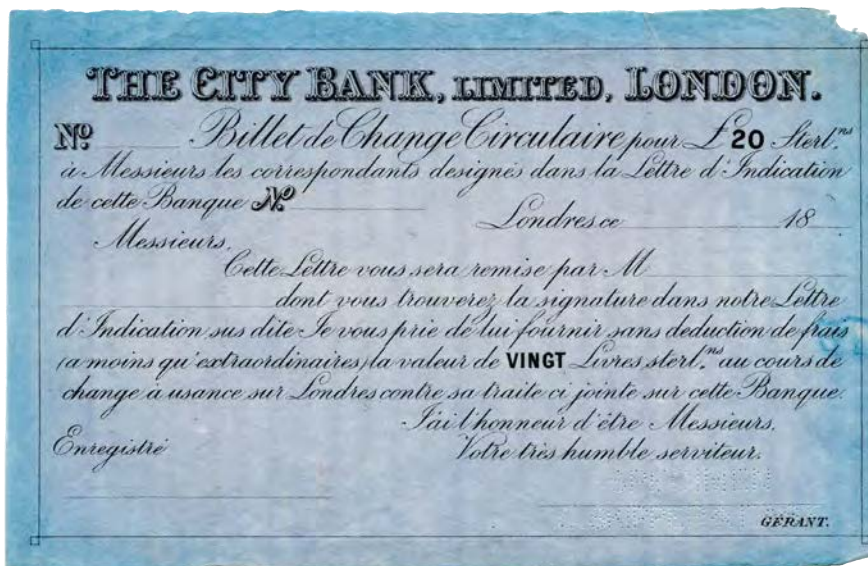 THE CITY BANK, LIMITED, LONDON.
No Billet de Change Circulaire pour £ 20 Sterl.ns
à Messieurs les correspondants designés dans la Lettre d'Indication
de cette Banque No
Londres ce 18
Messieurs.
Cette Lettre vous sera remise par M
dont vous trouverez la signature dans notre Lettre
d'Indication sus dite Je vous prie de lui fournir sans deduction de frais
(a moins qu'extraordinaires) la valeur de VINGT Livres sterl.ns au cours de
change à usance sur Londres contre sa traite ci jointe sur cette Banque.
J'ai l'honneur d'être Messieurs.
Enregistré Votre très humble serviteur.
GÉRANT.